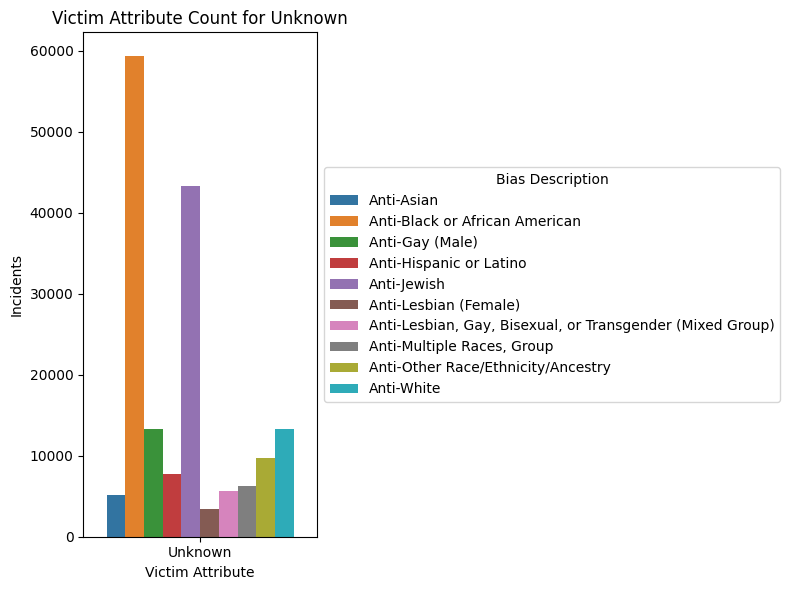 Victim Attribute Count for Unknown
60000
50000
40000
30000
20000
10000
0
Incidents
Unknown
Victim Attribute
Bias Description
Anti-Asian
Anti-Black or African American
Anti-Gay (Male)
Anti-Hispanic or Latino
Anti-Jewish
Anti-Lesbian (Female)
Anti-Lesbian, Gay, Bisexual, or Transgender (Mixed Group)
Anti-Multiple Races, Group
Anti-Other Race/Ethnicity/Ancestry
Anti-White